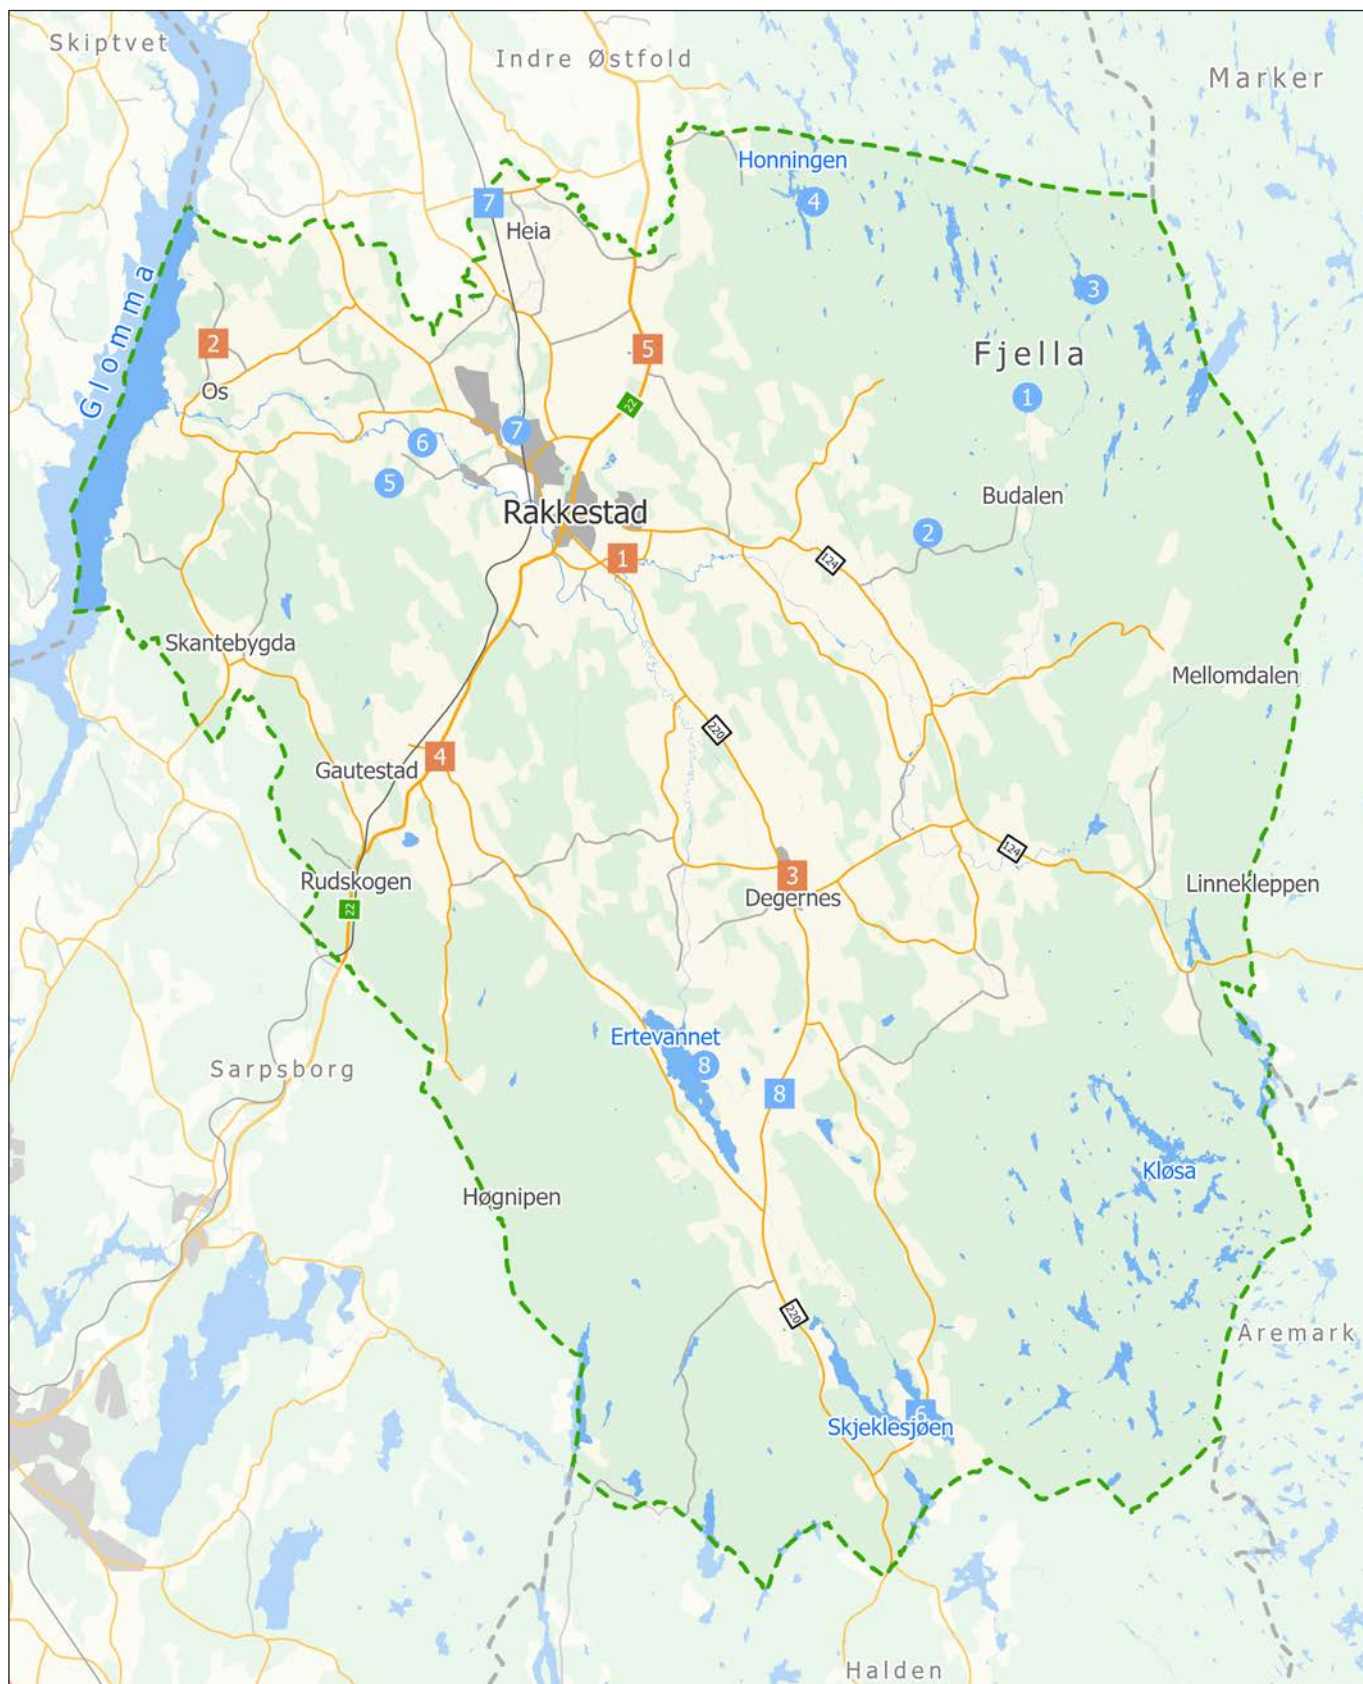 Skiptvet
Indre Østfold
Marker
Honningen
4
7
Heia
Glomma
3
2
5
Fjella
Os
22
1
7
6
5
Budalen
Rakkestad
2
1
124
Skantebygda
Mellomdalen
220
4
Gautestad
124
3
Rudskogen
Degernes
Linnekleppen
22
Ertevannet
8
Sarpsborg
8
Kløsa
Høgnipen
220
Aremark
6
Skjeklesjøen
Halden